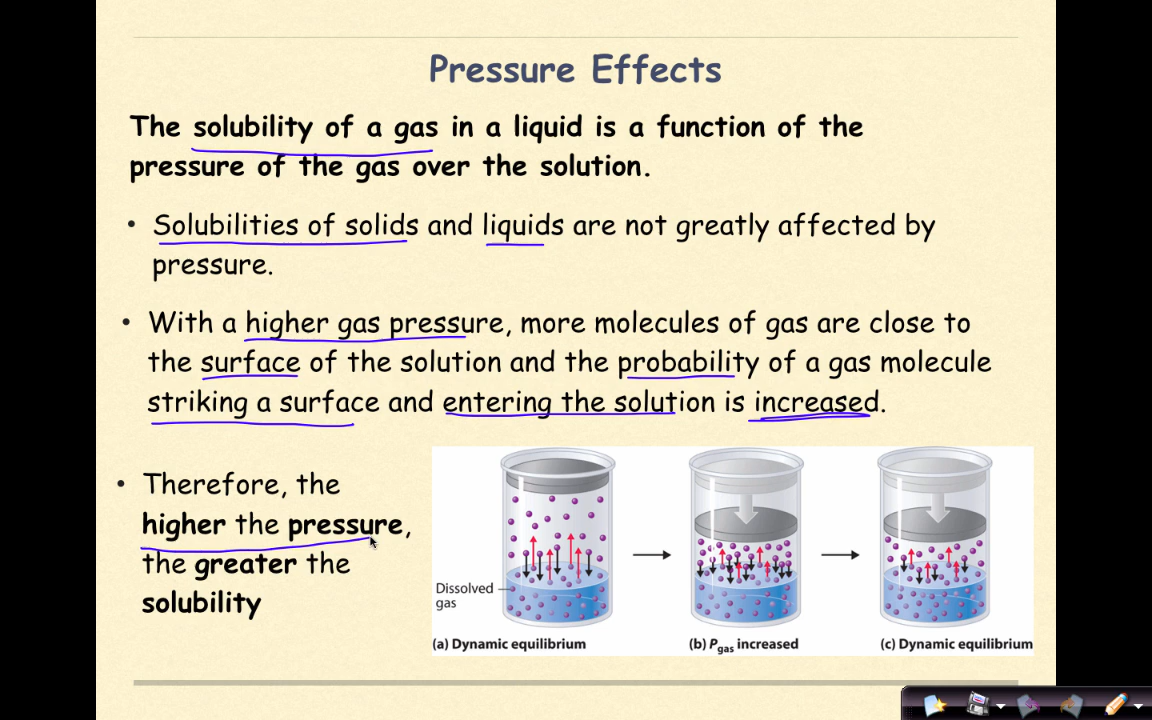 Pressure Effects
The solubility of a gas in a liquid is a function of the
pressure of the gas over the solution.
• Solubilities of solids and liquids are not greatly affected by
pressure.
• With a higher gas pressure, more molecules of gas are close to
the surface of the solution and the probability of a gas molecule
striking a surface and entering the solution is increased.
• Therefore, the
higher the pressure,
the greater the
solubility
Dissolved
gas
(a) Dynamic equilibrium
(b) Pgas increased
(c) Dynamic equilibrium